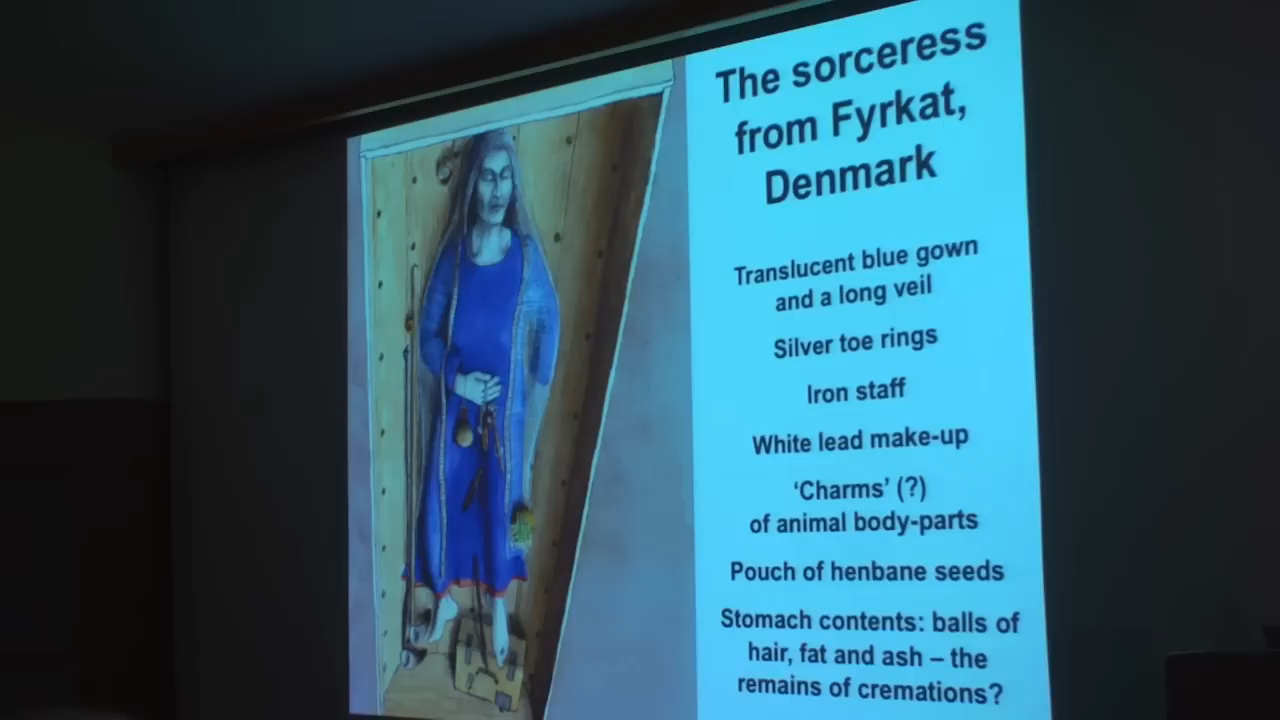 The sorceress
from Fyrkat,
Denmark
Translucent blue gown
and a long veil
Silver toe rings
Iron staff
White lead make-up
‘Charms’ (?)
of animal body-parts
Pouch of henbane seeds
Stomach contents: balls of
hair, fat and ash – the
remains of cremations?